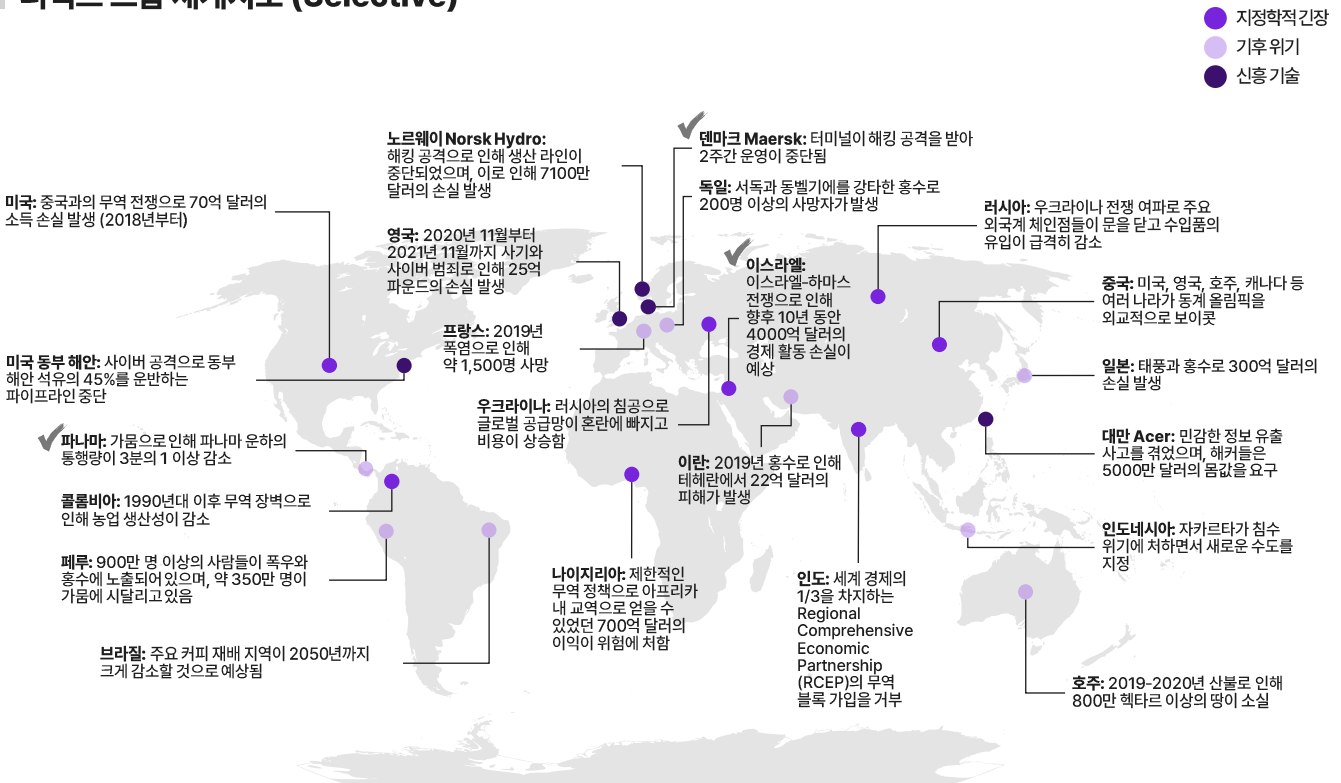 (Selective)
지정학적 긴장
기후 위기
신흥 기술
노르웨이 Norsk Hydro:
해킹 공격으로 인해 생산 라인이
중단되었으며, 이로 인해 7100만
달러의 손실 발생
덴마크 Maersk: 터미널이 해킹 공격을 받아
2주간 운영이 중단됨
독일: 서독과 동벨기에를 강타한 홍수로
200명 이상의 사망자가 발생
미국: 중국과의 무역 전쟁으로 70억 달러의
소득 손실 발생 (2018년부터)
러시아: 우크라이나 전쟁 여파로 주요
외국계 체인점들이 문을 닫고 수입품의
유입이 급격히 감소
영국: 2020년 11월부터
2021년 11월까지 사기와
사이버 범죄로 인해 25억
파운드의 손실 발생
이스라엘:
이스라엘-하마스
전쟁으로 인해
향후 10년 동안
4000억 달러의
경제 활동 손실이
예상
중국: 미국, 영국, 호주, 캐나다 등
여러 나라가 동계 올림픽을
외교적으로 보이콧
프랑스: 2019년
폭염으로 인해
약 1,500명 사망
미국 동부 해안: 사이버 공격으로 동부
해안 석유의 45%를 운반하는
파이프라인 중단
일본: 태풍과 홍수로 300억 달러의
손실 발생
우크라이나: 러시아의 침공으로
글로벌 공급망이 혼란에 빠지고
비용이 상승함
파나마: 가뭄으로 인해 파나마 운하의
통행량이 3분의 1 이상 감소
대만 Acer: 민감한 정보 유출
사고를 겪었으며, 해커들은
5000만 달러의 몸값을 요구
이란: 2019년 홍수로 인해
테헤란에서 22억 달러의
피해가 발생
콜롬비아: 1990년대 이후 무역 장벽으로
인해 농업 생산성이 감소
인도네시아: 자카르타가 침수
위기에 처하면서 새로운 수도를
지정
페루: 900만 명 이상의 사람들이 폭우와
홍수에 노출되어 있으며, 약 350만 명이
가뭄에 시달리고 있음
나이지리아: 제한적인
무역 정책으로 아프리카
내 교역으로 얻을 수
있었던 700억 달러의
이익이 위험에 처함
인도: 세계 경제의
1/3을 차지하는
Regional
Comprehensive
Economic
Partnership
(RCEP)의 무역
블록 가입을 거부
브라질: 주요 커피 재배 지역이 2050년까지
크게 감소할 것으로 예상됨
호주: 2019-2020년 산불로 인해
800만 헥타르 이상의 땅이 소실